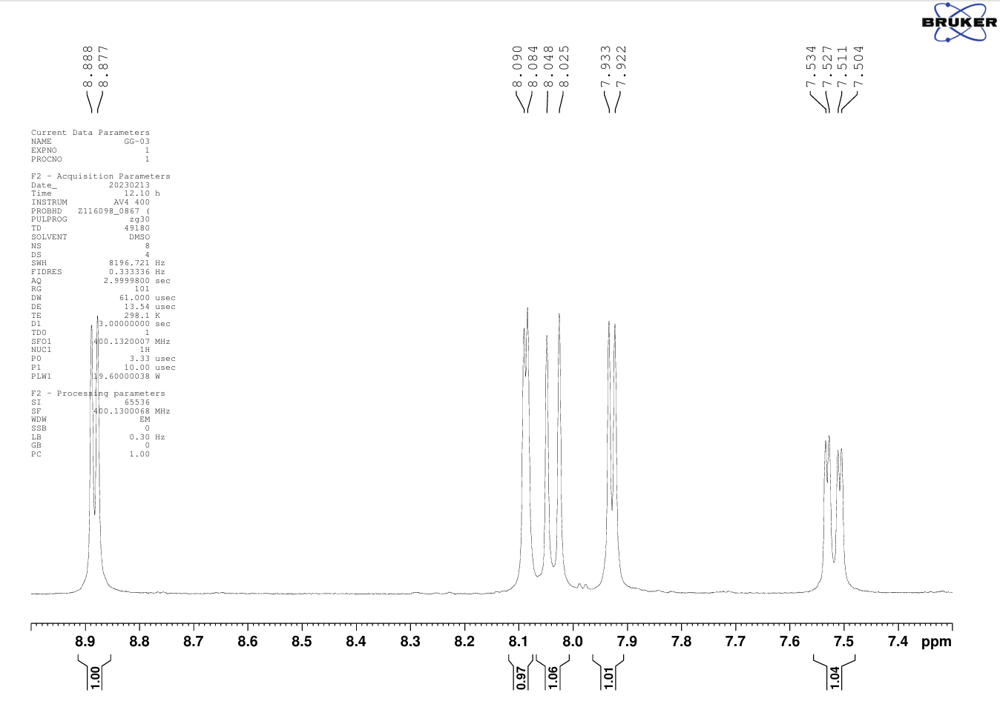 BRUKER
8.888
8.877
8.090
8.084
8.048
8.025
7.933
7.922
7.534
7.527
7.511
7.504
Current Data Parameters
NAME GG-03
EXPNO 1
PROCNO 1
F2 - Acquisition Parameters
Date_ 20230213
Time 12.10 h
INSTRUM AV4 400
PROBHD Z116098_0867 (
PULPROG zg30
TD 49180
SOLVENT DMSO
NS 8
DS 4
SWH 8196.721 Hz
FIDRES 0.333336 Hz
AQ 2.9999800 sec
RG 101
DW 61.000 usec
DE 13.54 usec
TE 298.1 K
D1 3.00000000 sec
TD0 1
SFO1 400.1320007 MHz
NUC1 1H
P0 3.33 usec
P1 10.00 usec
PLW1 19.60000038 W
F2 - Processing parameters
SI 65536
SF 400.1300068 MHz
WDW EM
SSB 0
LB 0.30 Hz
GB 0
PC 1.00
8.9 8.8 8.7 8.6 8.5 8.4 8.3 8.2 8.1 8.0 7.9 7.8 7.7 7.6 7.5 7.4 ppm
1.00
0.97
1.06
1.01
1.04